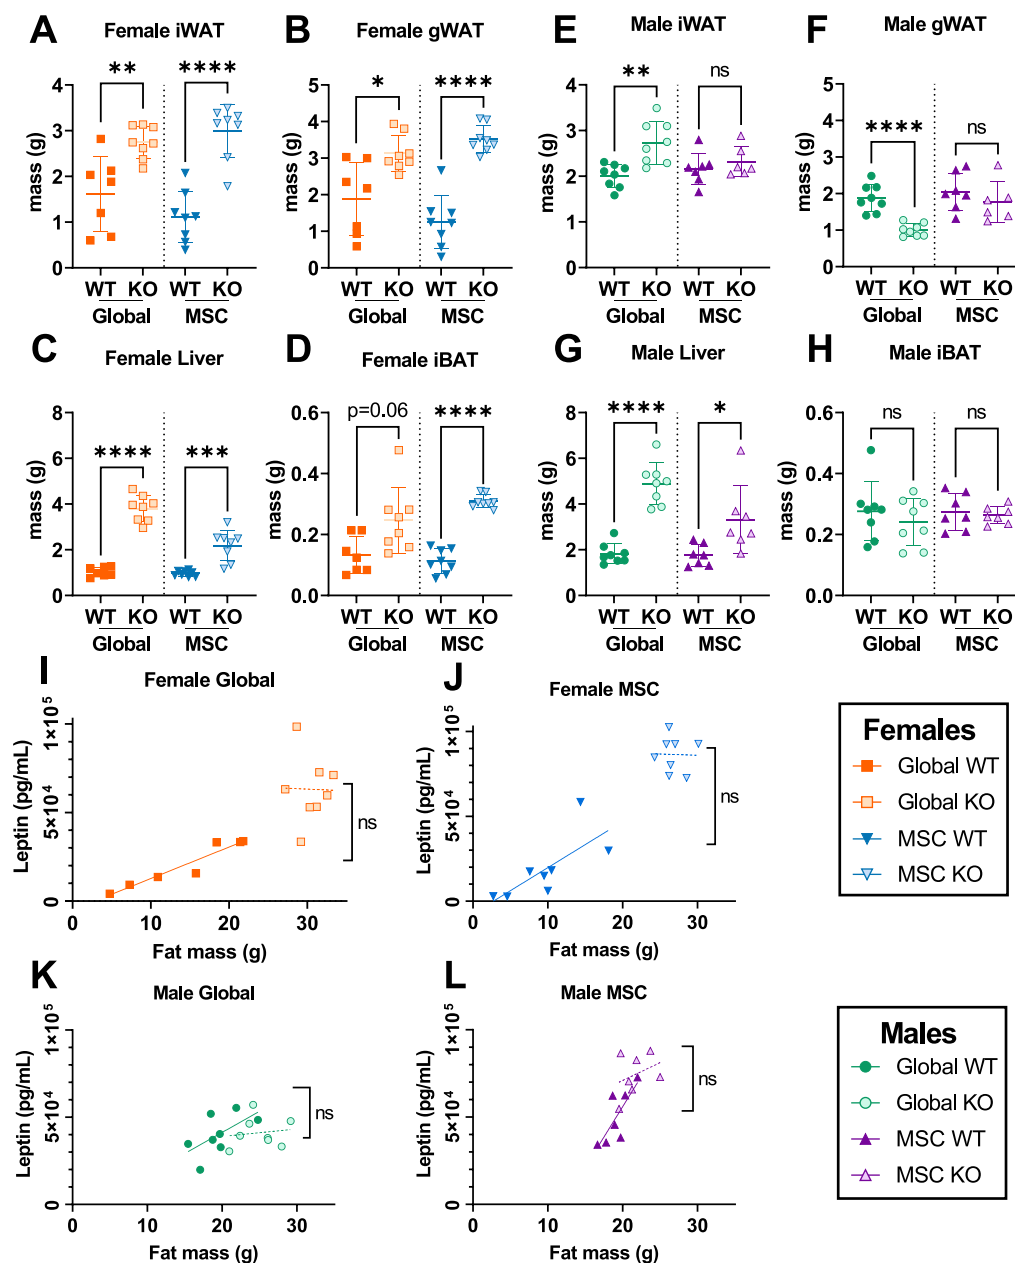 A
Female iWAT
mass (g)
4
3
2
1
0
**
****
WT KO WT KO
Global MSC
B
Female gWAT
mass (g)
5
4
3
2
1
0
*
****
WT KO WT KO
Global MSC
E
Male iWAT
mass (g)
4
3
2
1
0
**
ns
WT KO WT KO
Global MSC
F
Male gWAT
mass (g)
5
4
3
2
1
0
****
ns
WT KO WT KO
Global MSC
C
Female Liver
mass (g)
8
6
4
2
0
****
***
WT KO WT KO
Global MSC
D
Female iBAT
mass (g)
0.6
0.4
0.2
0.0
p=0.06
****
WT KO WT KO
Global MSC
G
Male Liver
mass (g)
8
6
4
2
0
****
*
WT KO WT KO
Global MSC
H
Male iBAT
mass (g)
0.6
0.4
0.2
0.0
ns
ns
WT KO WT KO
Global MSC
I
Female Global
Leptin (pg/mL)
1×10⁵
5×10⁴
0
ns
0 10 20 30
Fat mass (g)
J
Female MSC
Leptin (pg/mL)
1×10⁵
5×10⁴
0
ns
0 10 20 30
Fat mass (g)
Females
Global WT
Global KO
MSC WT
MSC KO
K
Male Global
Leptin (pg/mL)
1×10⁵
5×10⁴
0
ns
0 10 20 30
Fat mass (g)
L
Male MSC
Leptin (pg/mL)
1×10⁵
5×10⁴
0
ns
0 10 20 30
Fat mass (g)
Males
Global WT
Global KO
MSC WT
MSC KO